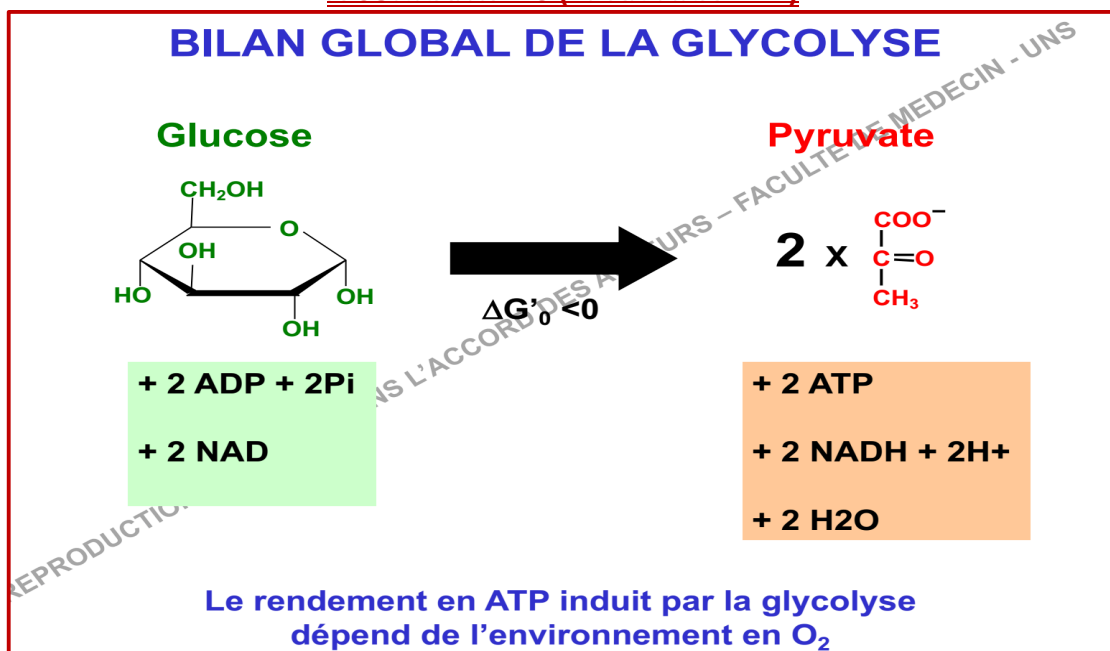 BILAN GLOBAL DE LA GLYCOLYSE
Glucose
CH₂OH
O
OH
HO
OH
OH
ΔG'₀ <0
Pyruvate
2 x
COO⁻
C=O
CH₃
+ 2 ADP + 2Pi
+ 2 NAD
+ 2 ATP
+ 2 NADH + 2H+
+ 2 H2O
REPRODUCTION L'ACCORD DES URS – FACULTE DE MEDECIN - UNS
Le rendement en ATP induit par la glycolyse
dépend de l'environnement en O₂